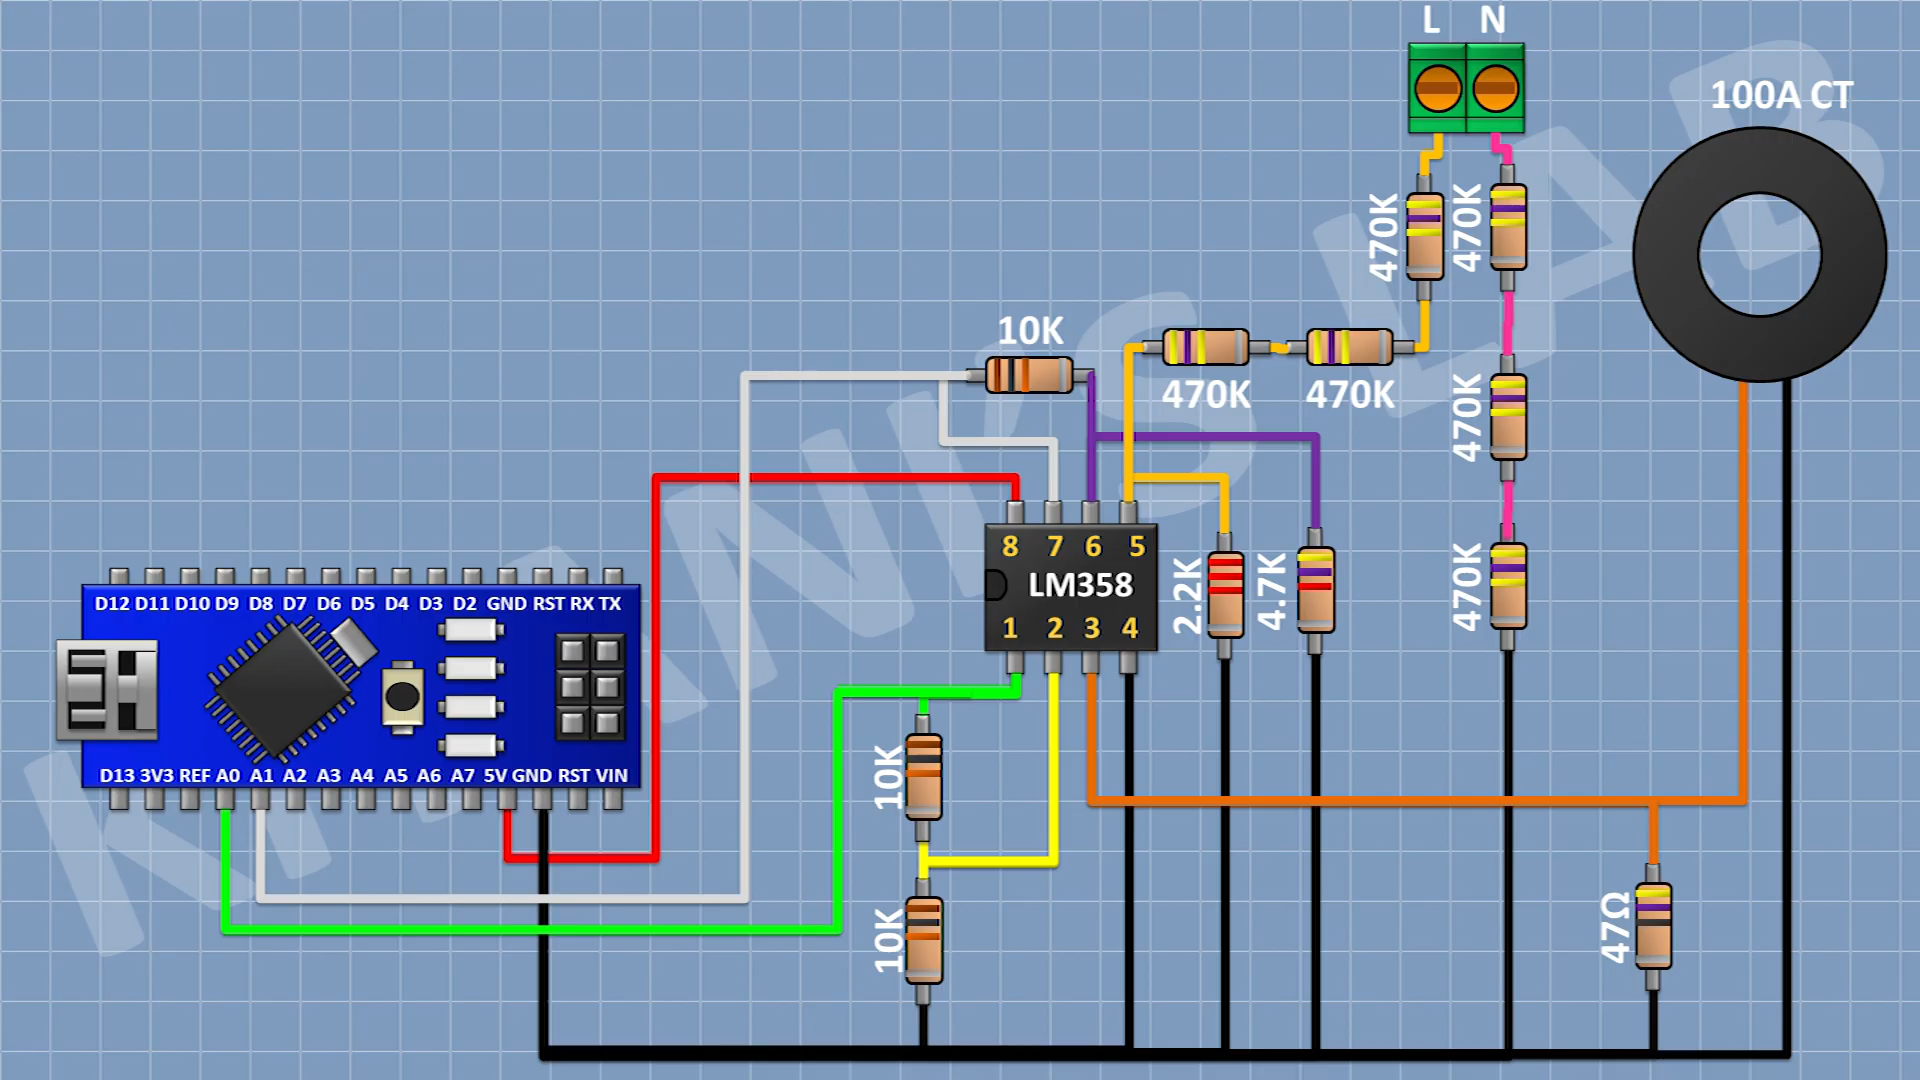 L N
100A CT
470K
470K
10K
470K
470K
470K
8 7 6 5
LM358
1 2 3 4
2.2K
4.7K
470K
D12 D11 D10 D9 D8 D7 D6 D5 D4 D3 D2 GND RST RX TX
D13 3V3 REF A0 A1 A2 A3 A4 A5 A6 A7 5V GND RST VIN
10K
10K
47Ω